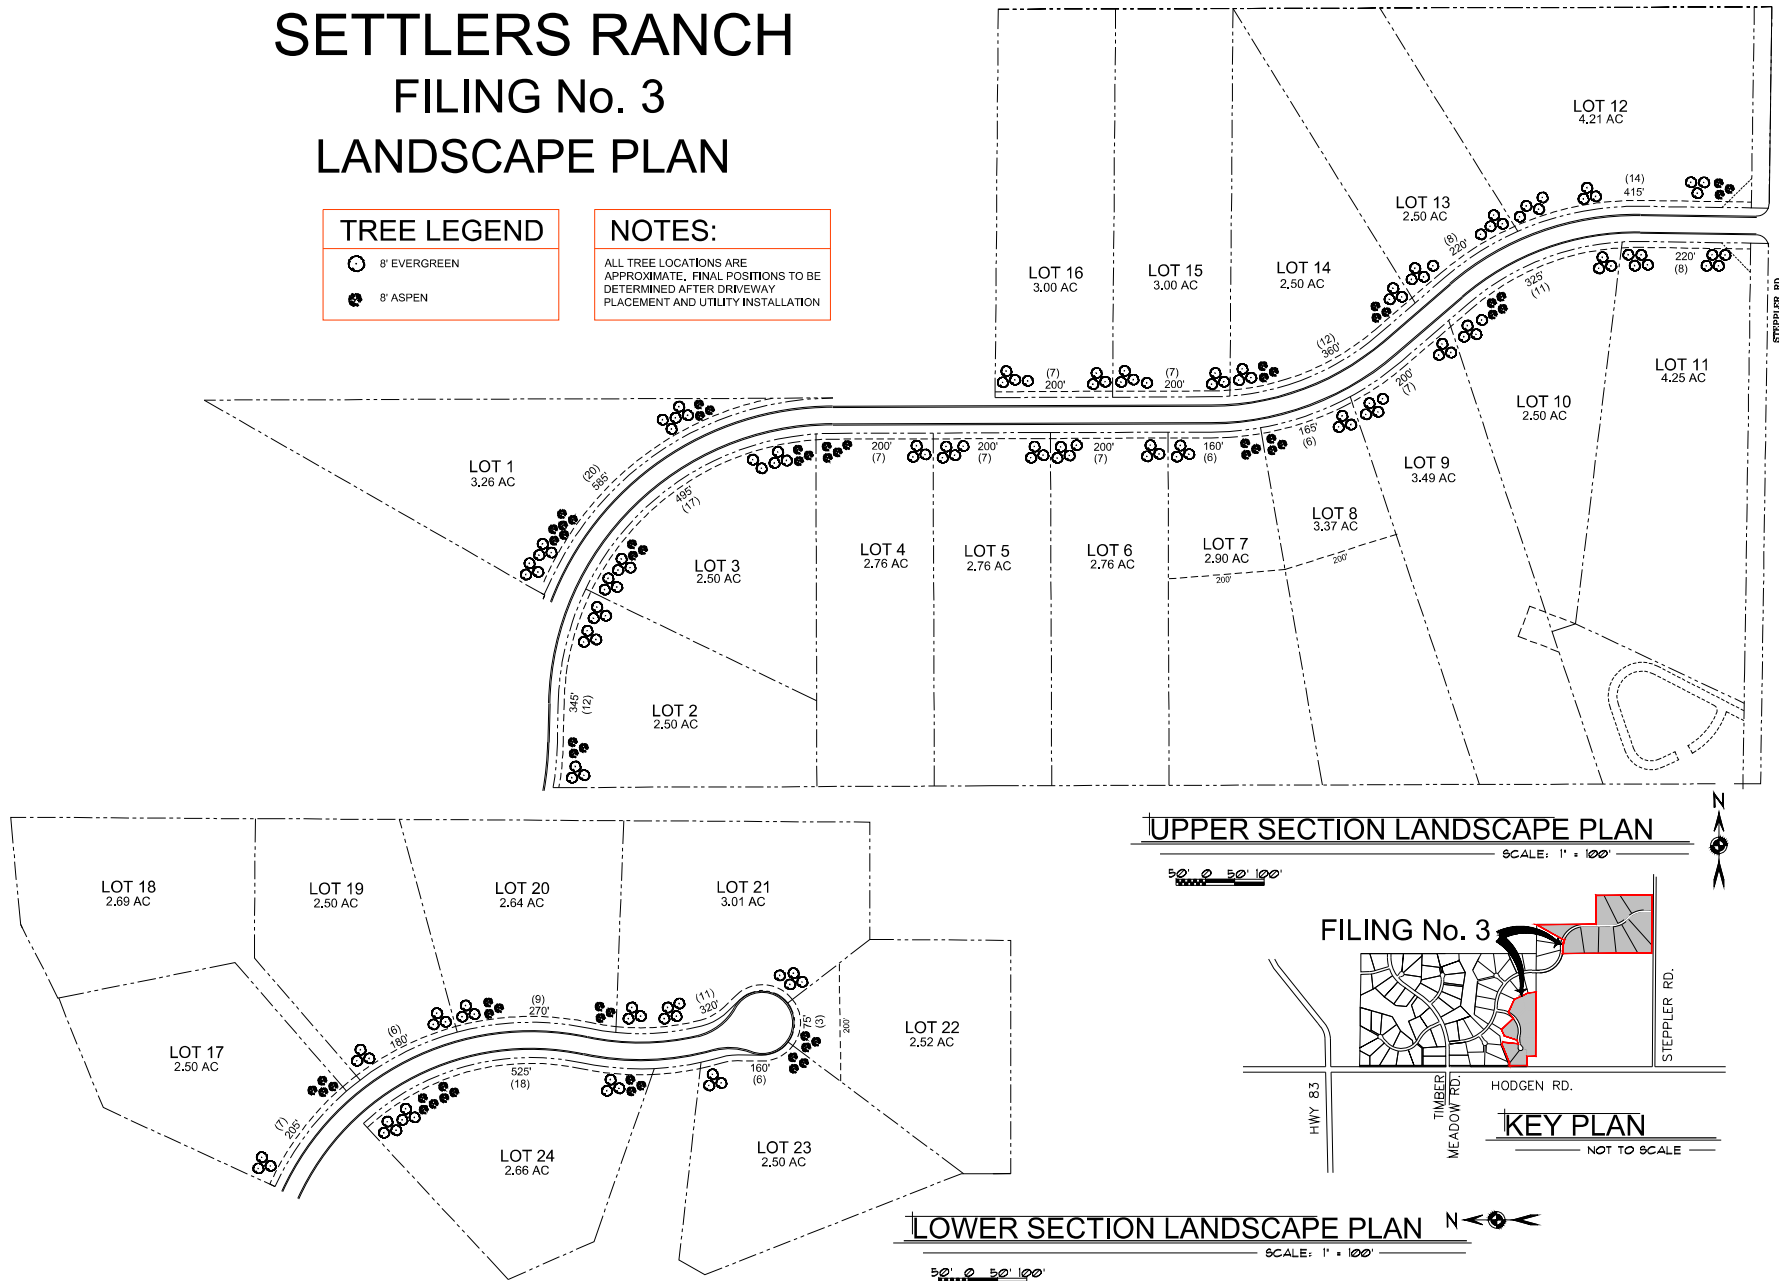 SETTLERS RANCH
FILING No. 3
LANDSCAPE PLAN
TREE LEGEND
8' EVERGREEN
8' ASPEN
NOTES:
ALL TREE LOCATIONS ARE
APPROXIMATE. FINAL POSITIONS TO BE
DETERMINED AFTER DRIVEWAY
PLACEMENT AND UTILITY INSTALLATION
LOT 12
4.21 AC
(14)
415'
LOT 13
2.50 AC
(8)
220'
LOT 16
3.00 AC
LOT 15
3.00 AC
LOT 14
2.50 AC
(7)
200'
(7)
200'
(12)
360'
325'
(11)
220'
(8)
STEPPLER RD.
LOT 11
4.25 AC
LOT 10
2.50 AC
200'
(7)
165'
(6)
LOT 9
3.49 AC
LOT 1
3.26 AC
(20)
585'
495'
(17)
200'
(7)
200'
(7)
200'
(7)
160'
(6)
LOT 8
3.37 AC
LOT 3
2.50 AC
LOT 4
2.76 AC
LOT 5
2.76 AC
LOT 6
2.76 AC
LOT 7
2.90 AC
200'
200'
345'
(12)
LOT 2
2.50 AC
UPPER SECTION LANDSCAPE PLAN
SCALE: 1" = 100'
50' 0 50' 100'
N
LOT 18
2.69 AC
LOT 19
2.50 AC
LOT 20
2.64 AC
LOT 21
3.01 AC
(9)
270'
(11)
320'
(6)
180'
LOT 17
2.50 AC
(7)
205'
75'
(3)
200'
LOT 22
2.52 AC
525'
(18)
160'
(6)
LOT 24
2.66 AC
LOT 23
2.50 AC
LOWER SECTION LANDSCAPE PLAN
N
SCALE: 1" = 100'
50' 0 50' 100'
FILING No. 3
STEPPLER RD.
HODGEN RD.
HWY 83
TIMBER
MEADOW RD.
KEY PLAN
NOT TO SCALE